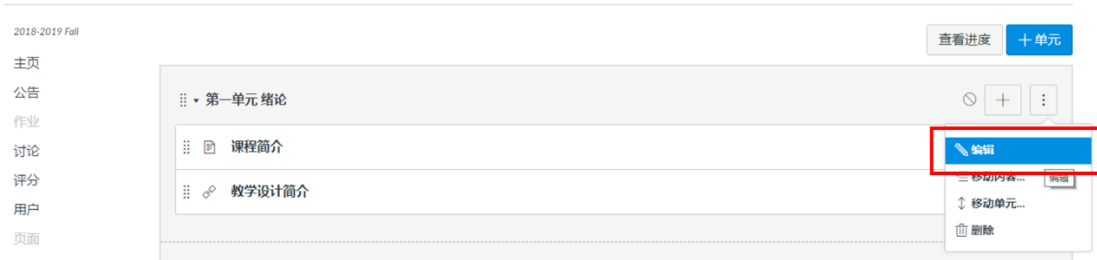 2018-2019 Fall
查看进度
+单元
主页
公告
作业
讨论
评分
用户
页面
第一单元 绪论
课程简介
教学设计简介
编辑
移动内容...
编辑
移动单元...
删除